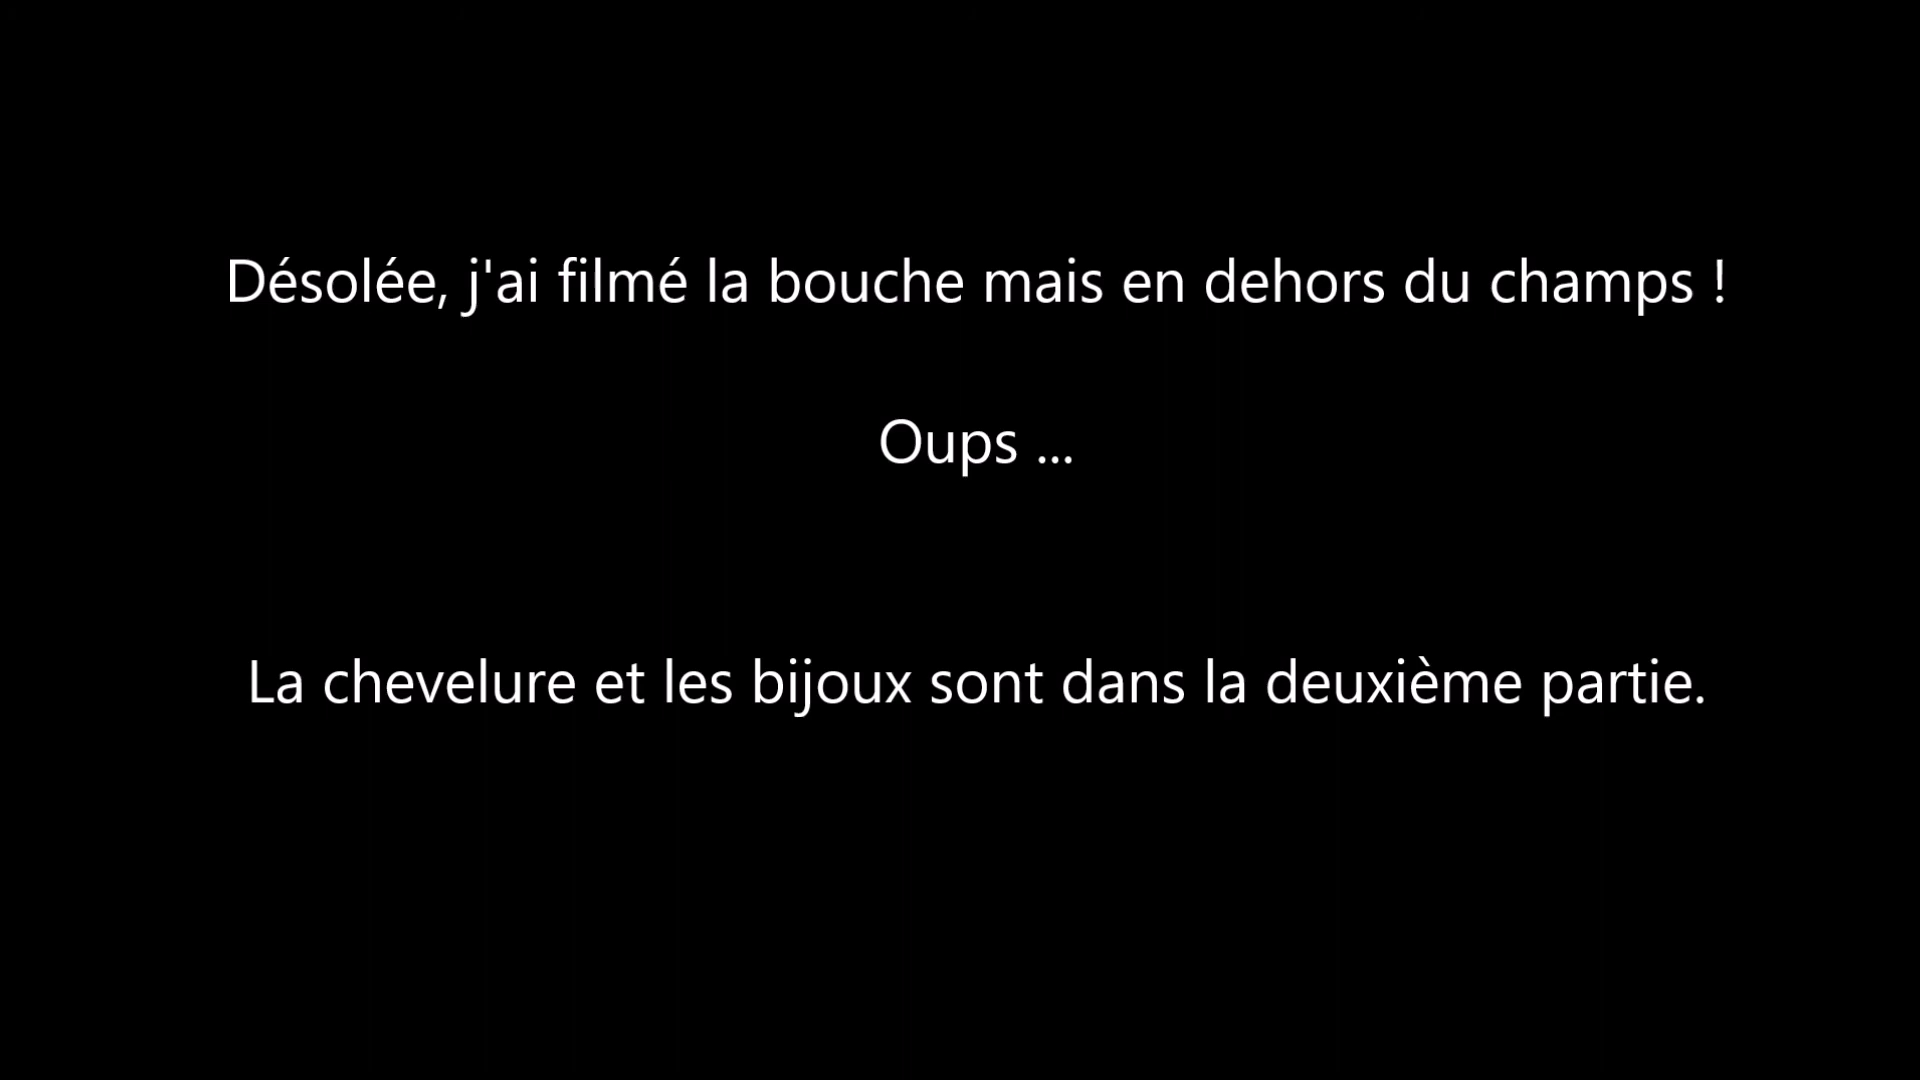 Désolée, j'ai filmé la bouche mais en dehors du champs !
Oups ...
La chevelure et les bijoux sont dans la deuxième partie.